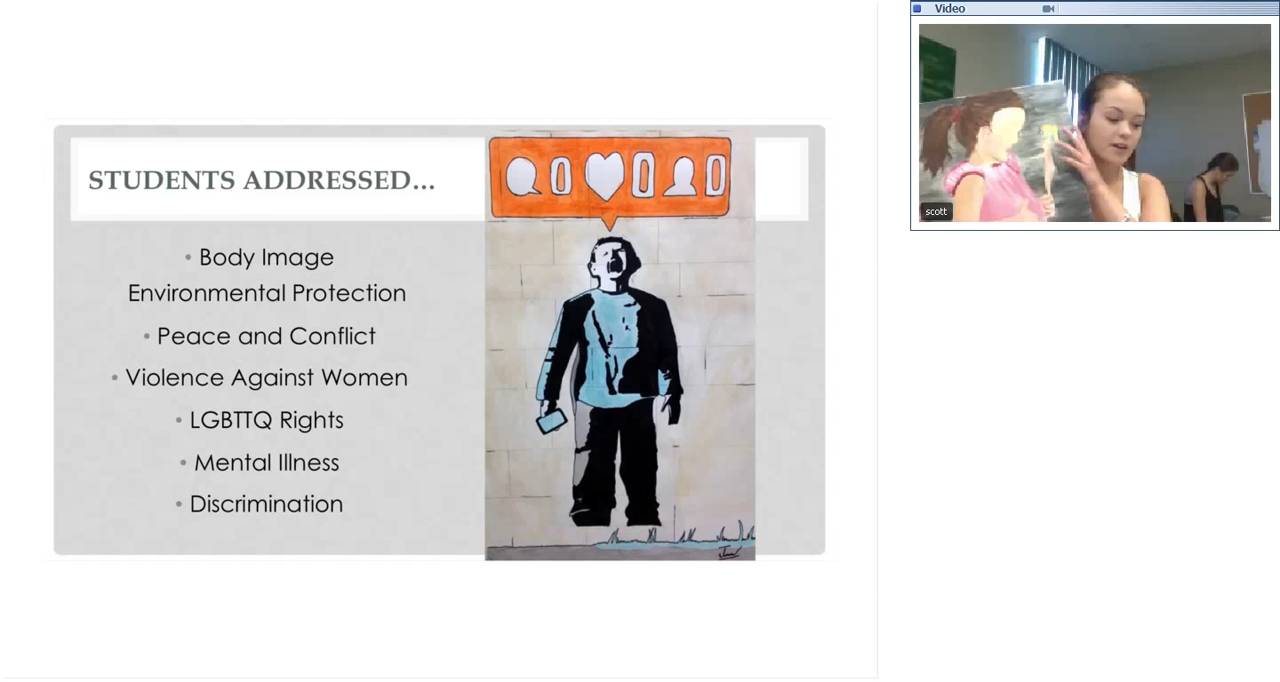 Video
scott
STUDENTS ADDRESSED...
0 0 0
• Body Image
Environmental Protection
• Peace and Conflict
• Violence Against Women
• LGBTTQ Rights
• Mental Illness
• Discrimination